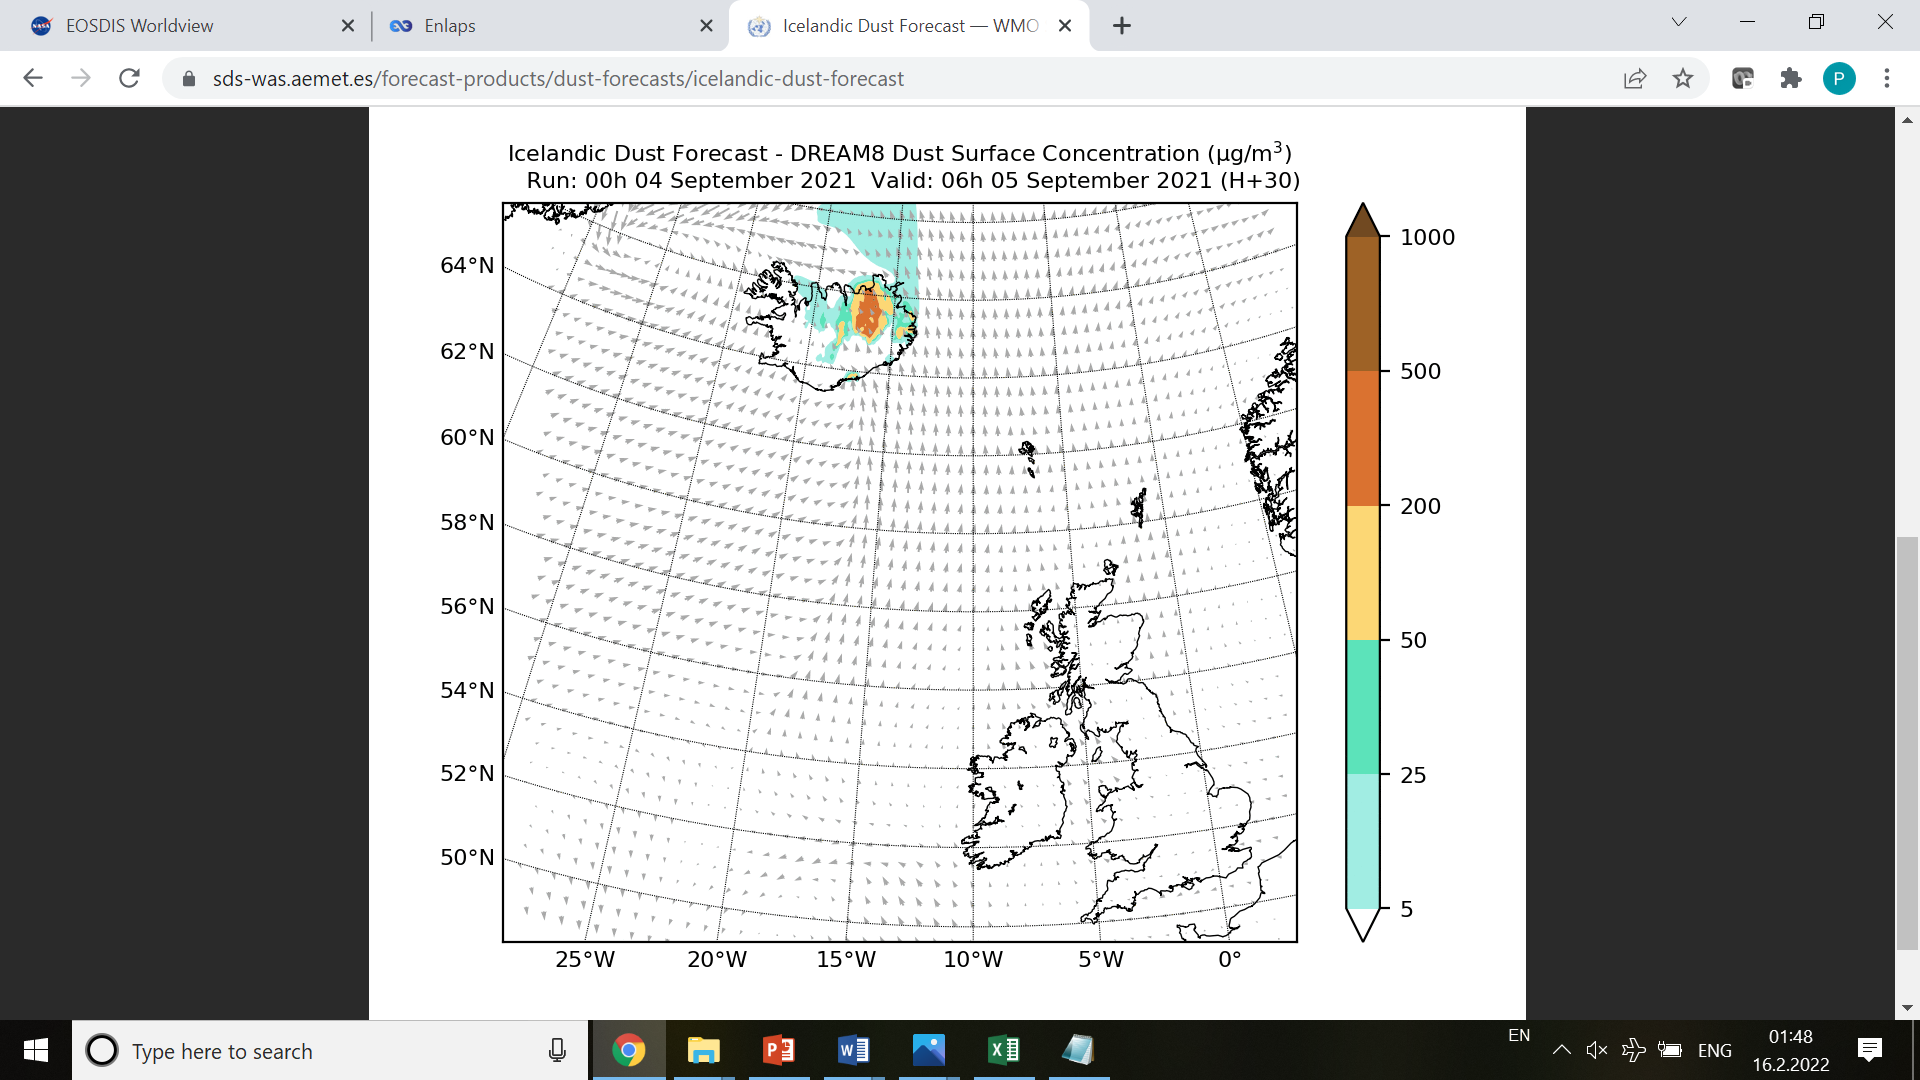 EOSDIS Worldview
Enlaps
Icelandic Dust Forecast — WMO
sds-was.aemet.es/forecast-products/dust-forecasts/icelandic-dust-forecast
P
Icelandic Dust Forecast - DREAM8 Dust Surface Concentration (μg/m³)
Run: 00h 04 September 2021 Valid: 06h 05 September 2021 (H+30)
64°N
62°N
60°N
58°N
56°N
54°N
52°N
50°N
25°W
20°W
15°W
10°W
5°W
0°
1000
500
200
50
25
5
Type here to search
EN
ENG
01:48
16.2.2022